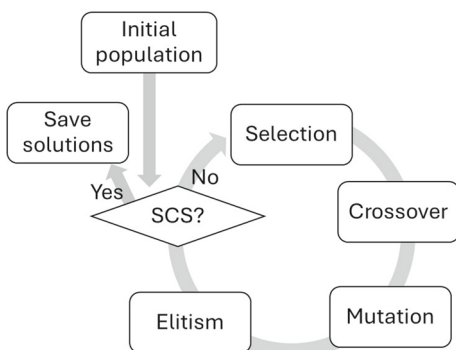 Initial
population
Save
solutions
Selection
Yes
No
SCS?
Crossover
Elitism
Mutation